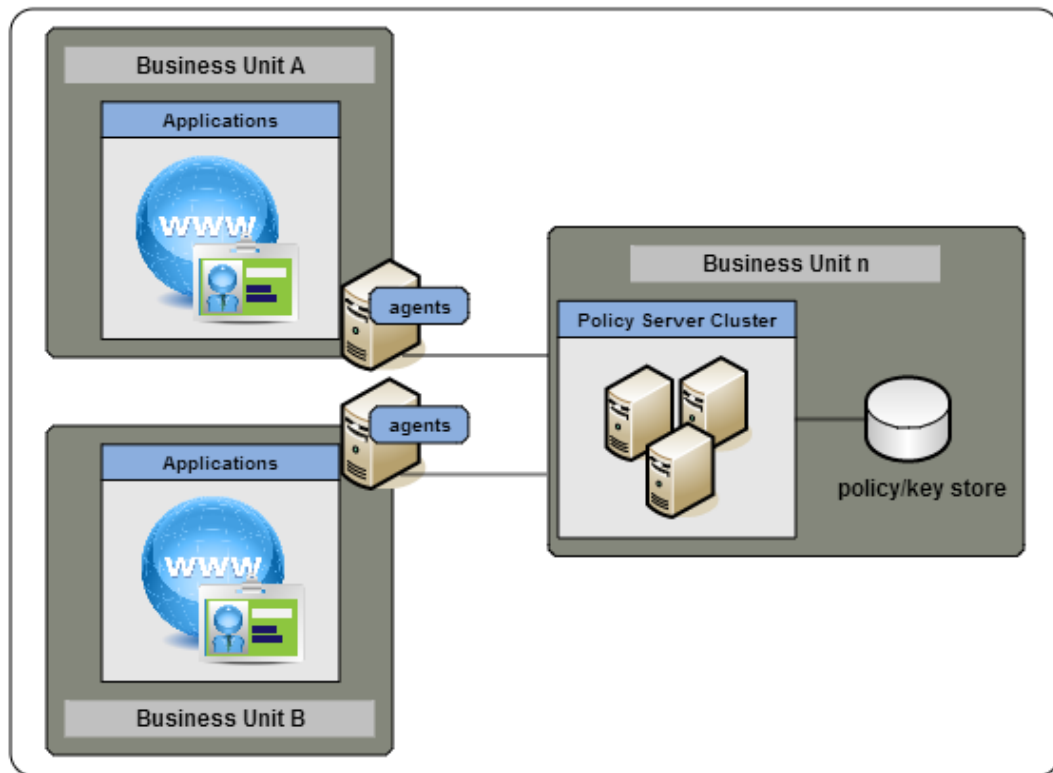 Business Unit A
Applications
www
agents
Business Unit n
Policy Server Cluster
policy/key store
agents
Applications
www
Business Unit B